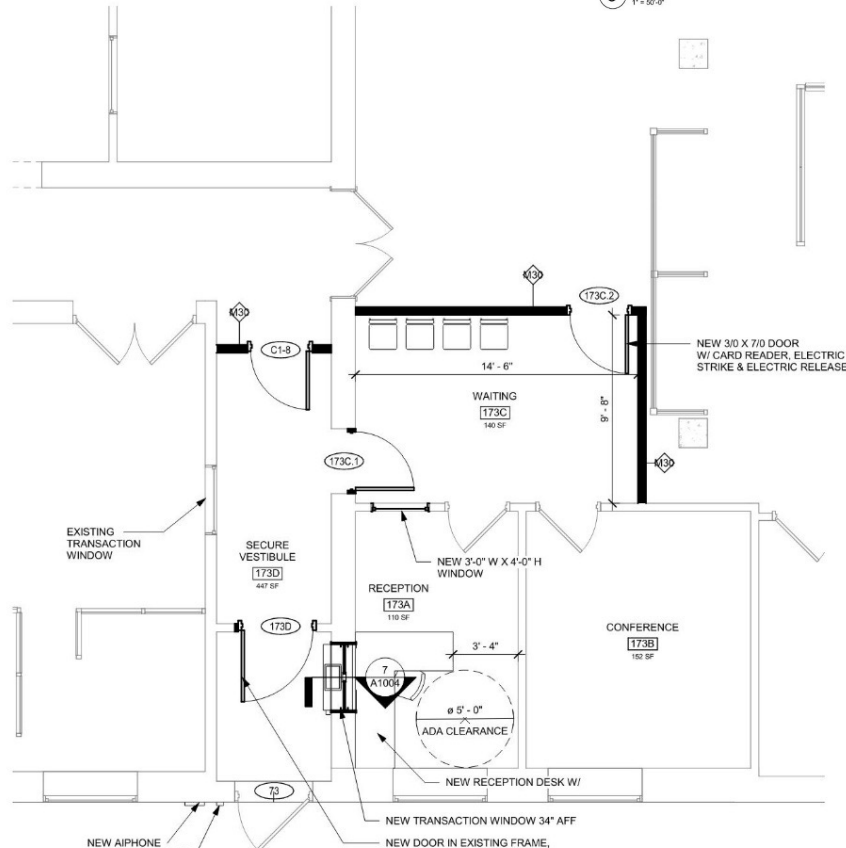 1" = 50'-0"
M30
173C.2
M30
C1-8
NEW 3/0 X 7/0 DOOR
W/ CARD READER, ELECTRIC
STRIKE & ELECTRIC RELEASE
14' - 6"
WAITING
173C
140 SF
9' - 8"
173C.1
M30
EXISTING
TRANSACTION
WINDOW
SECURE
VESTIBULE
173D
447 SF
NEW 3'-0" W X 4'-0" H
WINDOW
RECEPTION
173A
110 SF
CONFERENCE
173B
152 SF
173D
3' - 4"
7
A1004
ø 5' - 0"
ADA CLEARANCE
NEW RECEPTION DESK W/
73
NEW TRANSACTION WINDOW 34" AFF
NEW AIPHONE
NEW DOOR IN EXISTING FRAME,